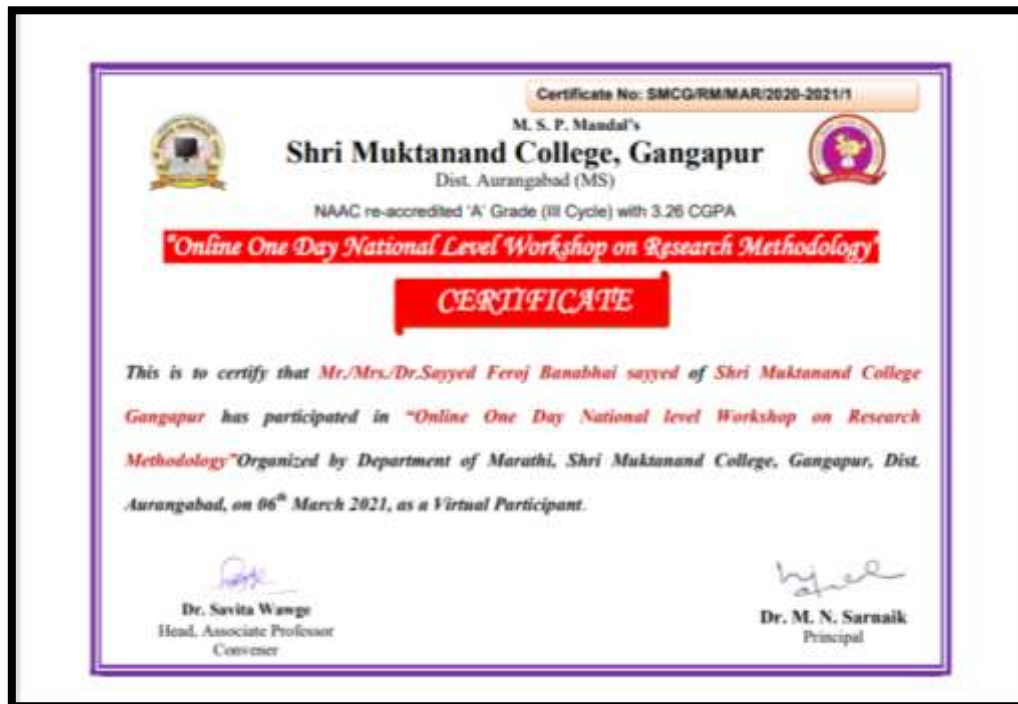 Certificate No: SMCG/RM/MAR/2020-2021/1
M. S. P. Mandal's
Shri Muktanand College, Gangapur
Dist. Aurangabad (MS)
NAAC re-accredited 'A' Grade (III Cycle) with 3.26 CGPA
"Online One Day National Level Workshop on Research Methodology"
CERTIFICATE
This is to certify that Mr./Mrs./Dr.Sayyed Feroj Banabhai sayyed of Shri Muktanand College
Gangapur has participated in "Online One Day National level Workshop on Research
Methodology"Organized by Department of Marathi, Shri Muktanand College, Gangapur, Dist.
Aurangabad, on 06th March 2021, as a Virtual Participant.
Dr. Savita Wawge
Head, Associate Professor
Convener
Dr. M. N. Sarnaik
Principal